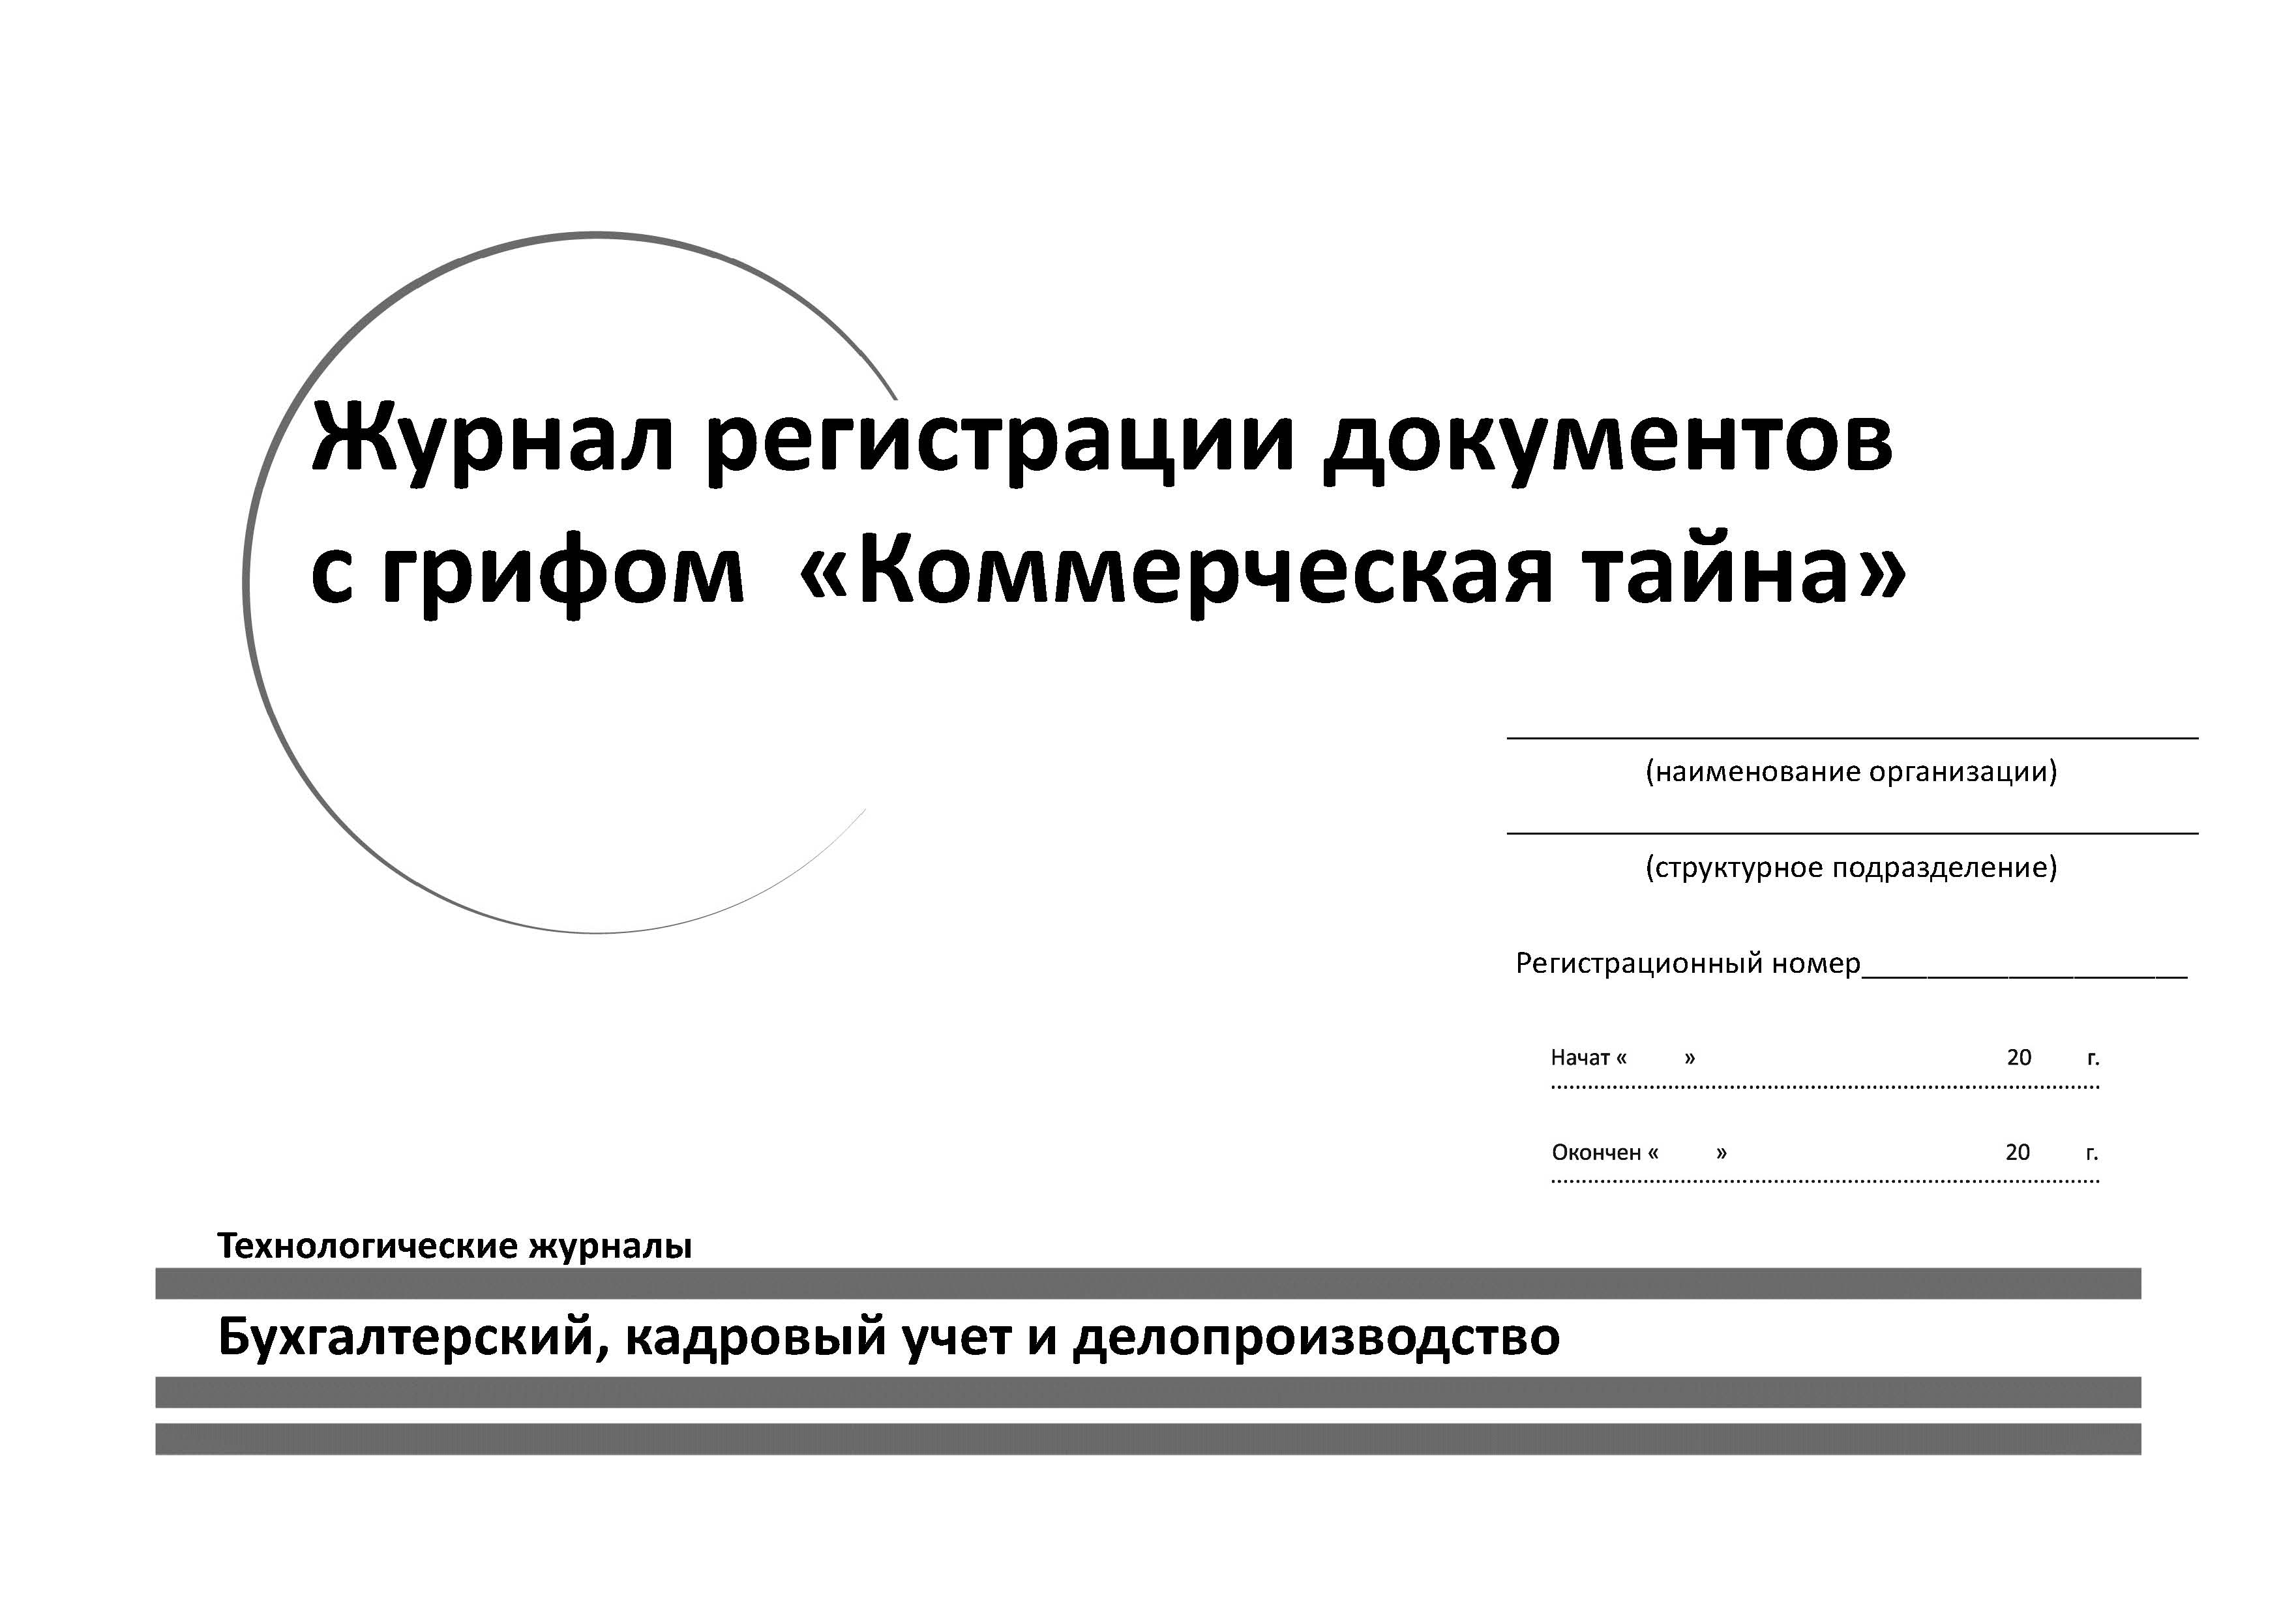 Журнал регистрации документов
с грифом «Коммерческая тайна»
(наименование организации)
(структурное подразделение)
Регистрационный номер____________________
Начат « » 20 г.
Окончен « » 20 г.
Технологические журналы
Бухгалтерский, кадровый учет и делопроизводство